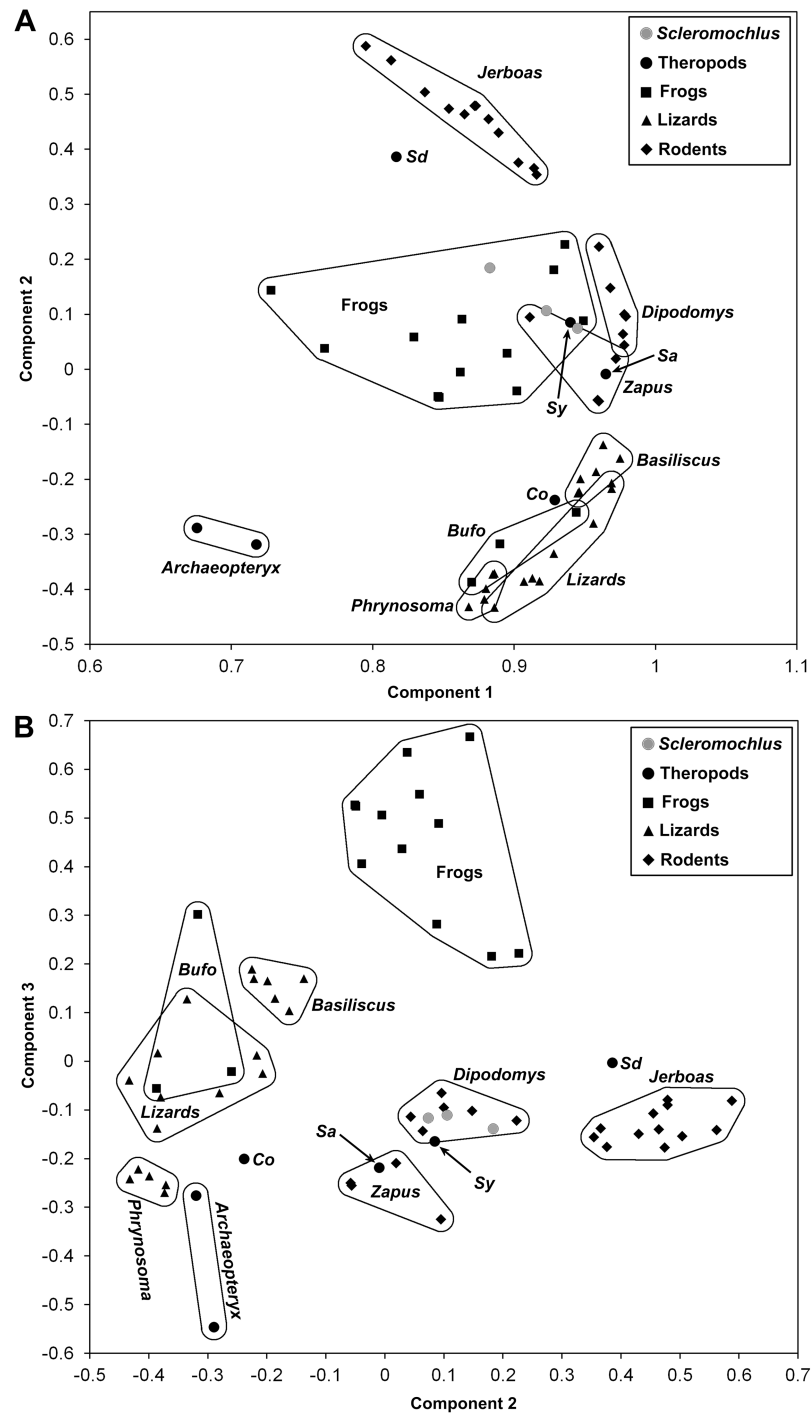 A
0.6
0.5
0.4
0.3
0.2
0.1
0
-0.1
-0.2
-0.3
-0.4
-0.5
Component 2
0.6
0.7
0.8
0.9
1
1.1
Component 1
Scleromochlus
Theropods
Frogs
Lizards
Rodents
Jerboas
Sd
Frogs
Dipodomys
Sa
Zapus
Sy
Basiliscus
Co
Bufo
Archaeopteryx
Phrynosoma
Lizards
B
0.7
0.6
0.5
0.4
0.3
0.2
0.1
0
-0.1
-0.2
-0.3
-0.4
-0.5
-0.6
Component 3
-0.5
-0.4
-0.3
-0.2
-0.1
0
0.1
0.2
0.3
0.4
0.5
0.6
0.7
Component 2
Scleromochlus
Theropods
Frogs
Lizards
Rodents
Frogs
Bufo
Basiliscus
Lizards
Dipodomys
Sd
Jerboas
Sa
Co
Zapus
Sy
Phrynosoma
Archaeopteryx